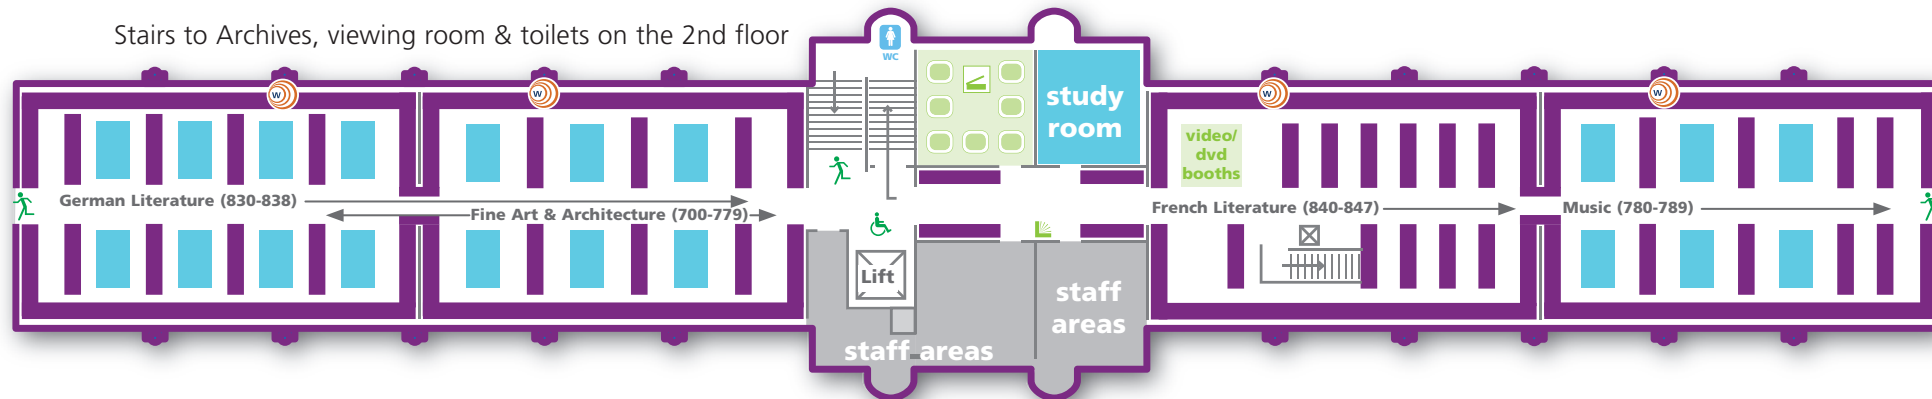 Stairs to Archives, viewing room & toilets on the 2nd floor
WC
W
W
W
W
study
room
video/
dvd
booths
German Literature (830-838)
Fine Art & Architecture (700-779)
French Literature (840-847)
Music (780-789)
Lift
staff
areas
staff areas